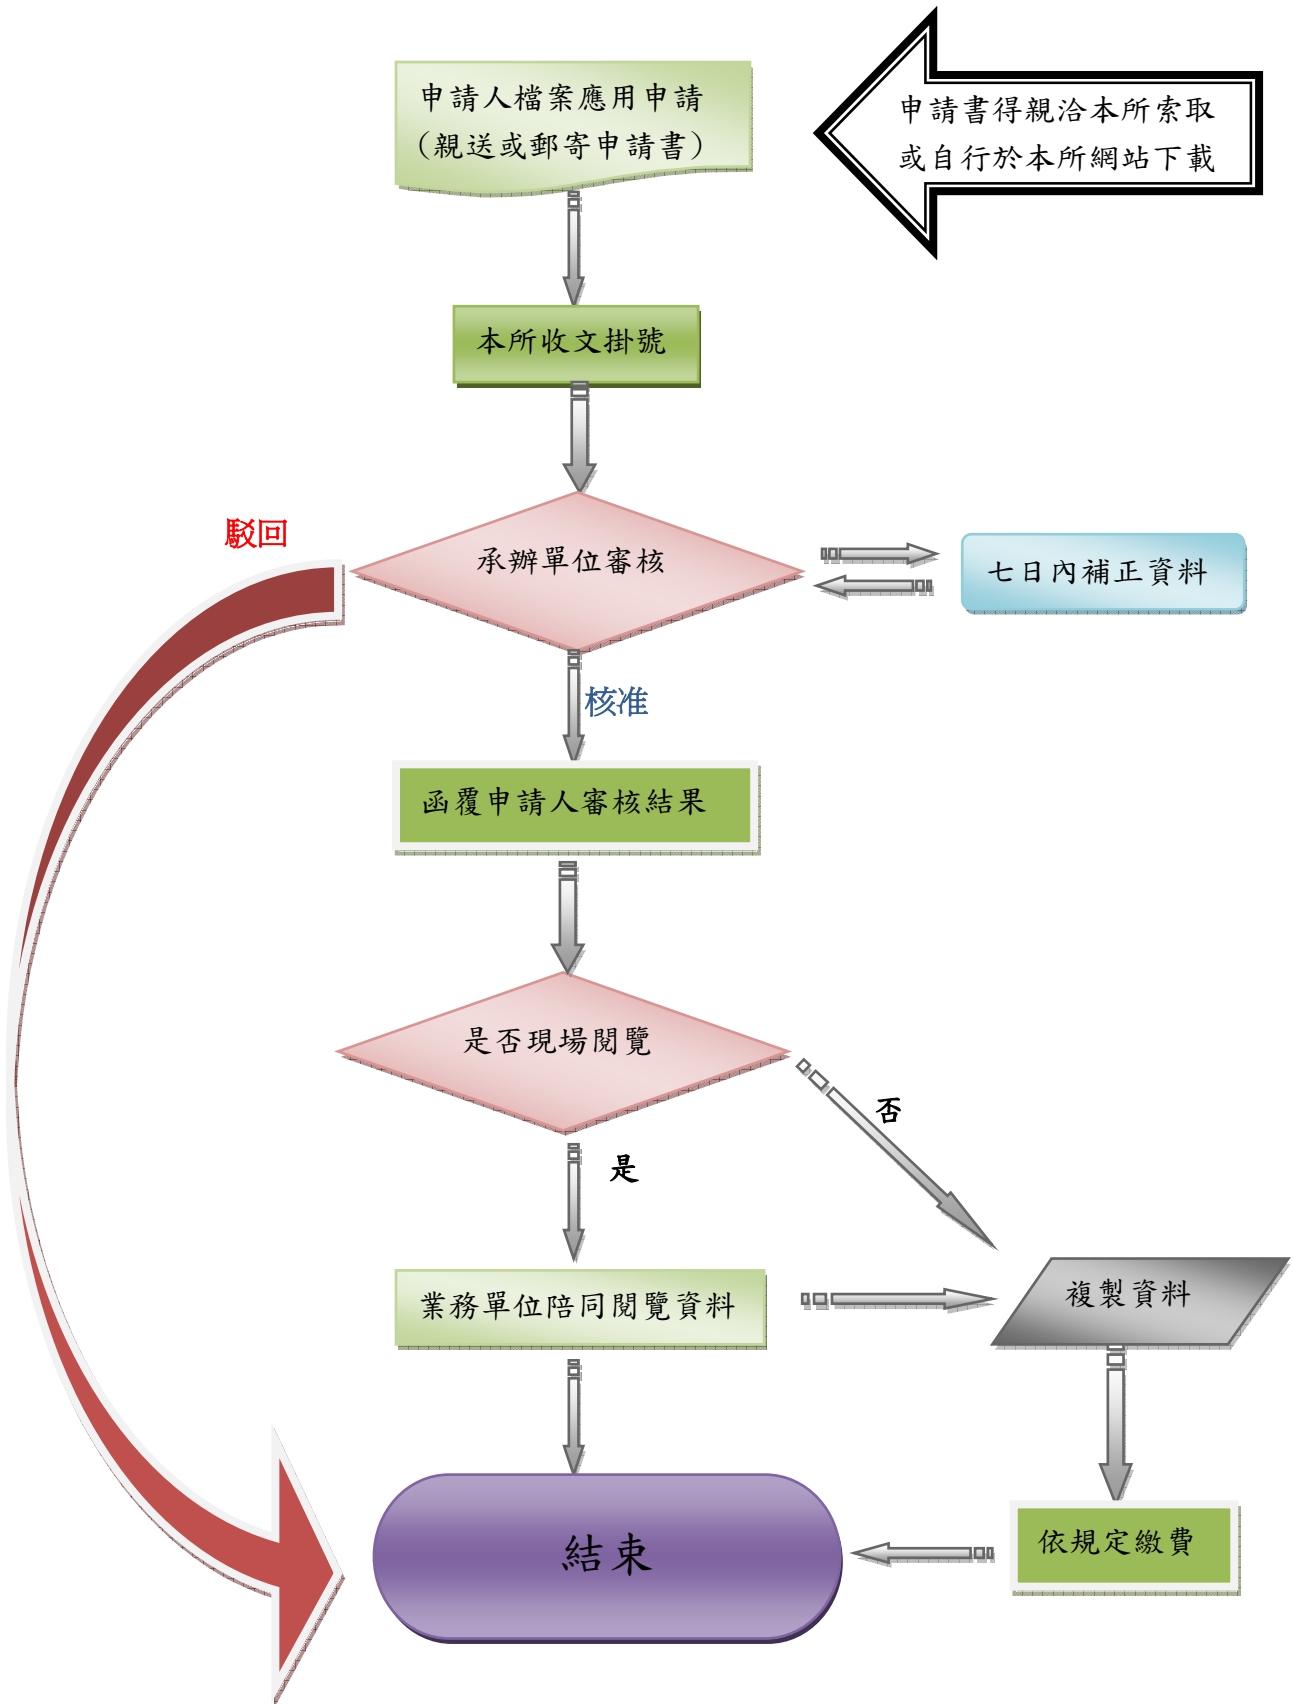 申請人檔案應用申請
（親送或郵寄申請書）
申請書得親洽本所索取
或自行於本所網站下載
本所收文掛號
駁回
承辦單位審核
七日內補正資料
核准
函覆申請人審核結果
是否現場閱覽
否
是
業務單位陪同閱覽資料
複製資料
依規定繳費
結束